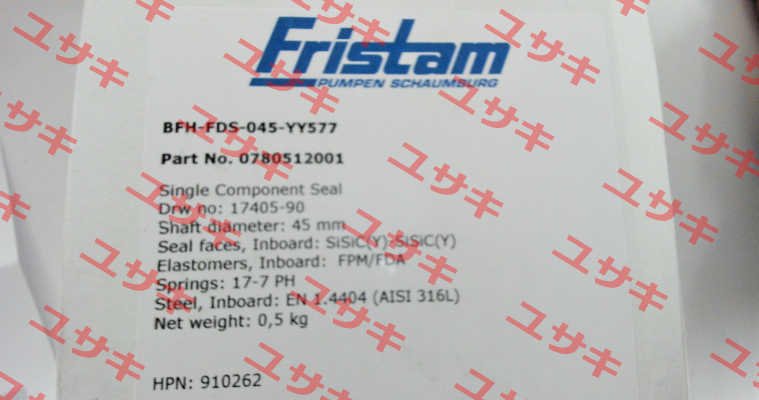 Fristam
PUMPEN SCHAUMBURG
BFH-FDS-045-YY577
Part No. 0780512001
Single Component Seal
Drw no: 17405-90
Shaft diameter: 45 mm
Seal faces, Inboard: SiSiC(Y):SiSiC(Y)
Elastomers, Inboard: FPM/FDA
Springs: 17-7 PH
Steel, Inboard: EN 1.4404 (AISI 316L)
Net weight: 0,5 kg
HPN: 910262
ユサキ